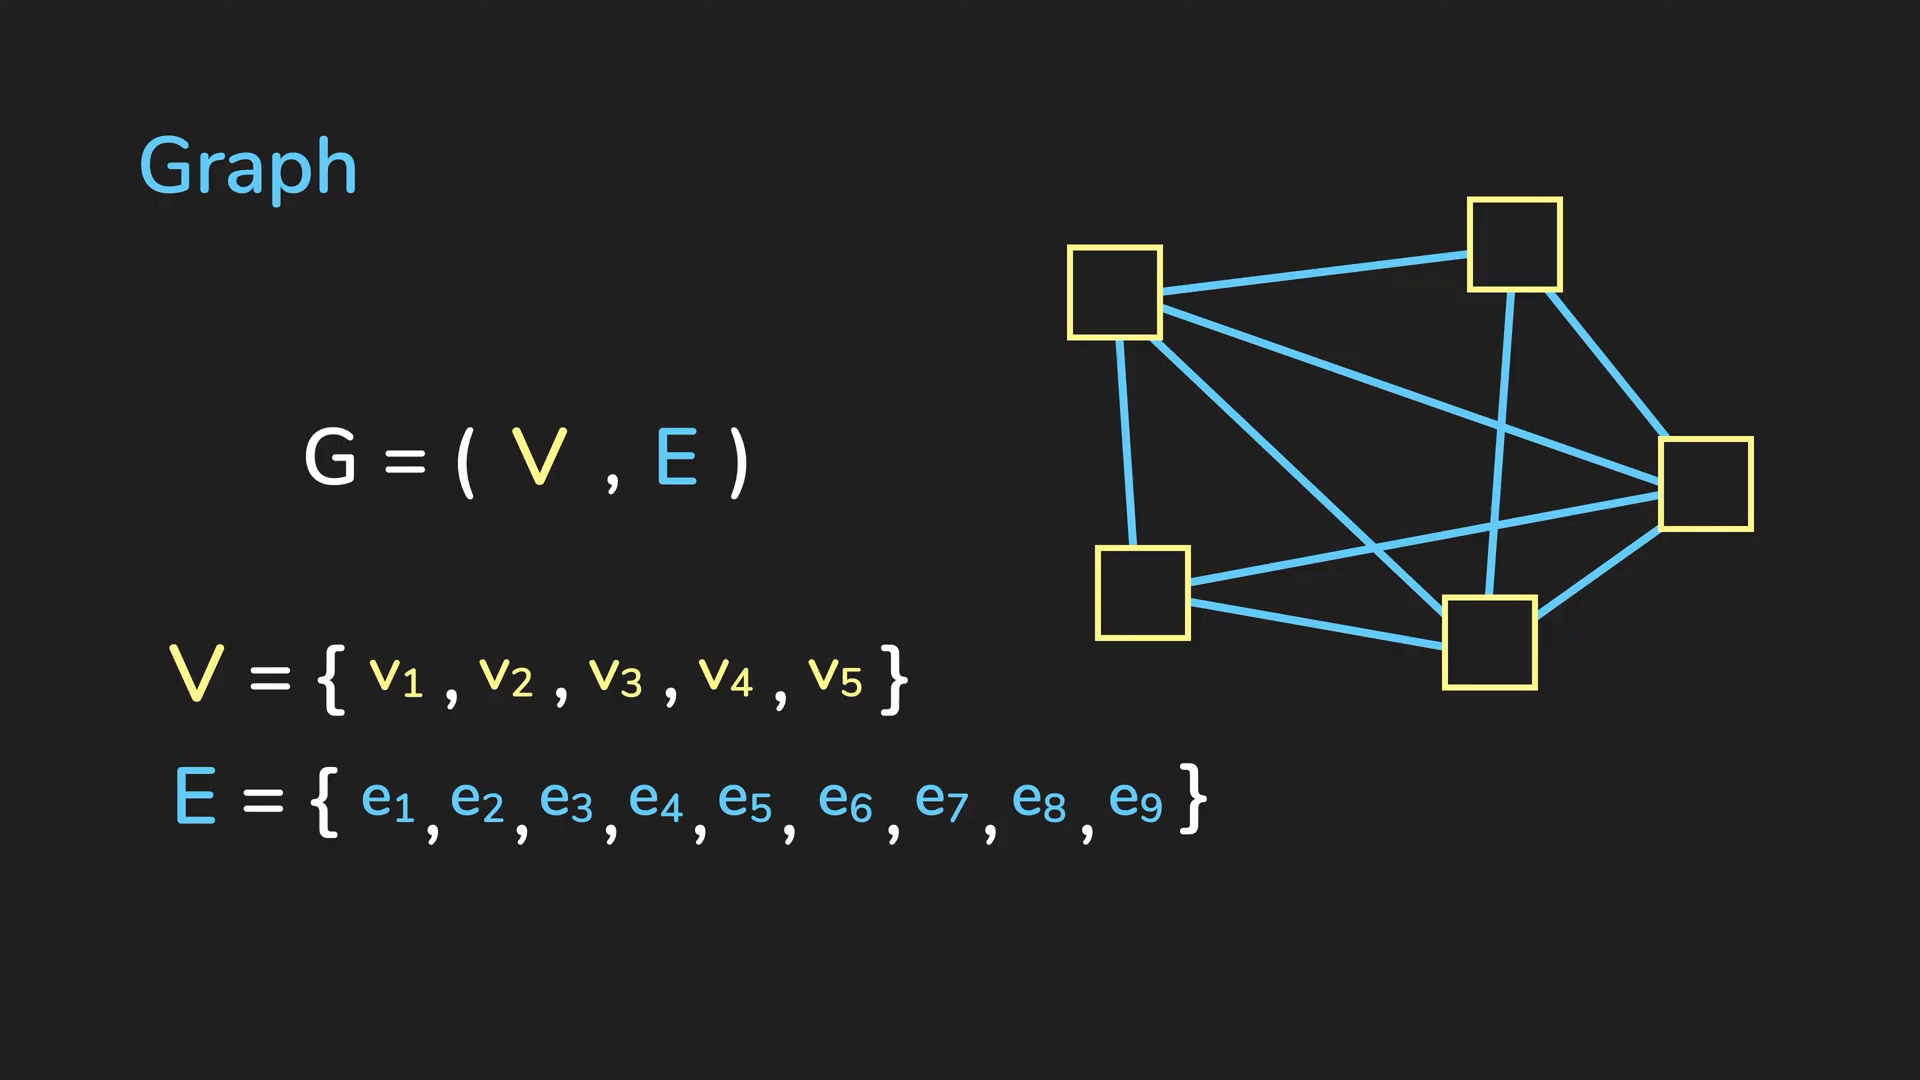 Graph
G = ( V , E )
V = { v₁ , v₂ , v₃ , v₄ , v₅ }
E = { e₁ , e₂ , e₃ , e₄ , e₅ , e₆ , e₇ , e₈ , e₉ }